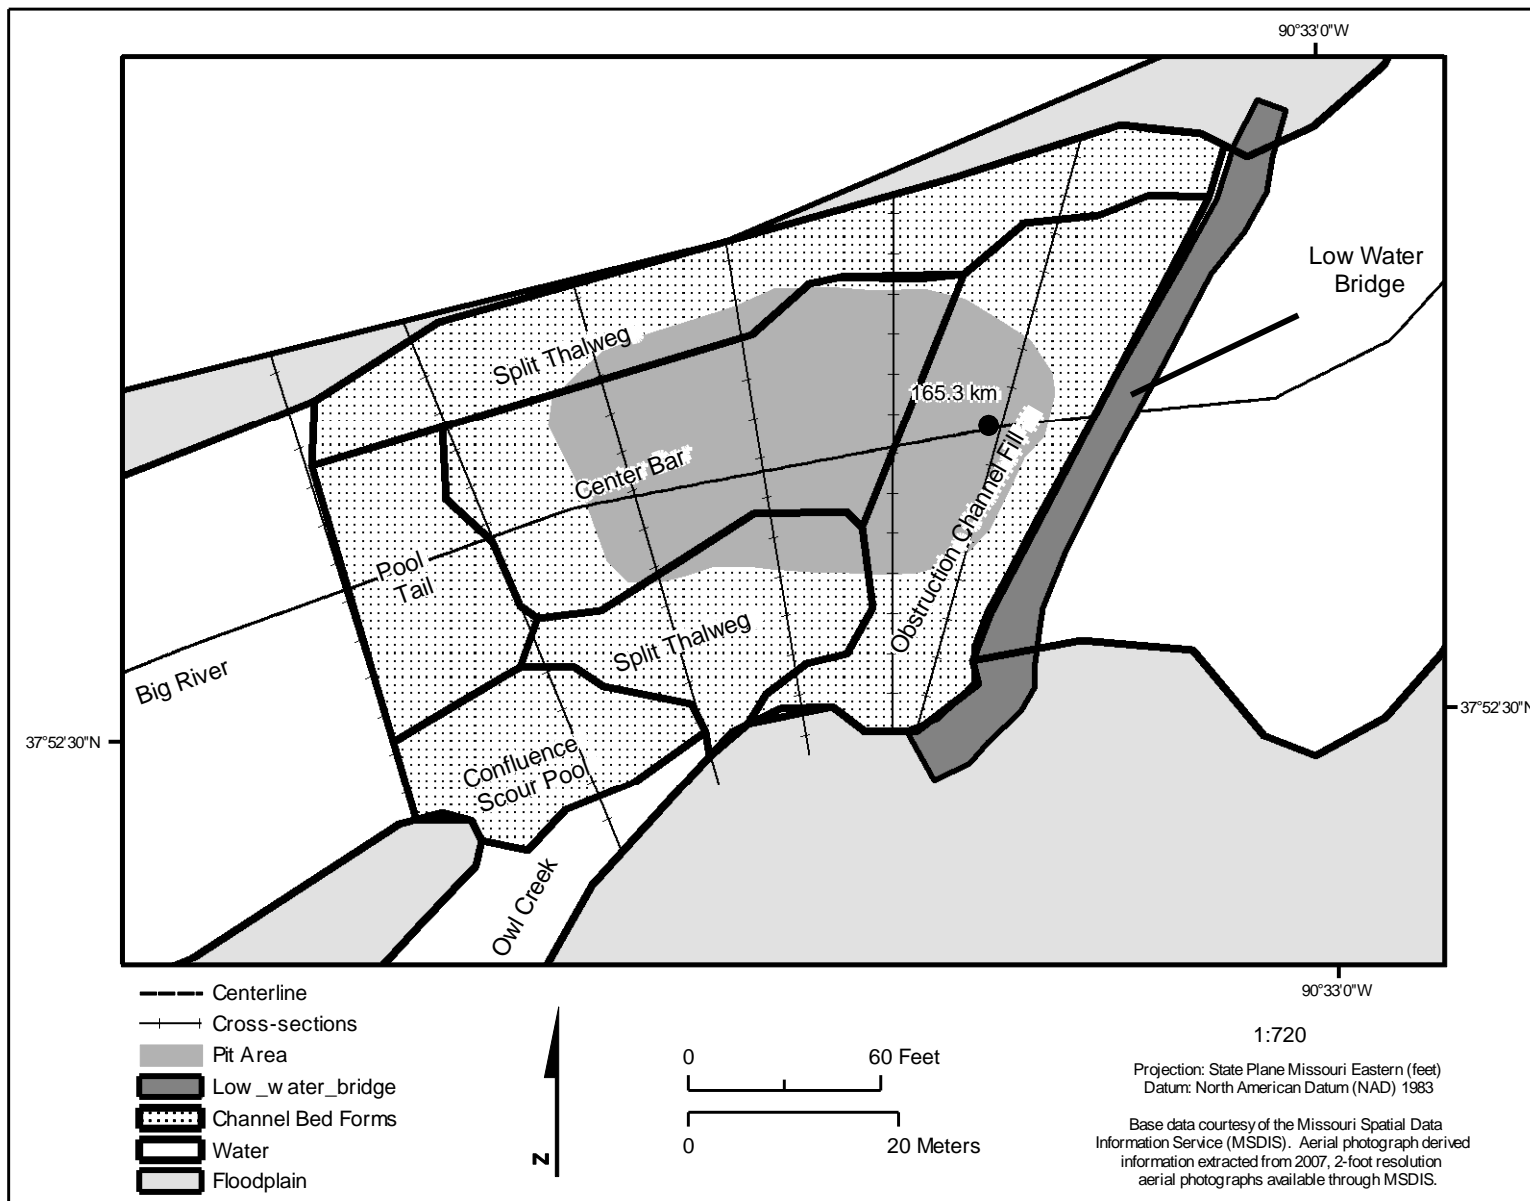 90°33'0"W
Low Water
Bridge
Split Thalweg
165.3 km
Center Bar
Obstruction Channel Fill
Pool
Tail
Split Thalweg
Big River
37°52'30"N
37°52'30"N
Confluence
Scour Pool
Owl Creek
90°33'0"W
Centerline
Cross-sections
Pit Area
Low_water_bridge
Channel Bed Forms
Water
Floodplain
N
0 60 Feet
0 20 Meters
1:720
Projection: State Plane Missouri Eastern (feet)
Datum: North American Datum (NAD) 1983
Base data courtesy of the Missouri Spatial Data
Information Service (MSDIS). Aerial photograph derived
information extracted from 2007, 2-foot resolution
aerial photographs available through MSDIS.